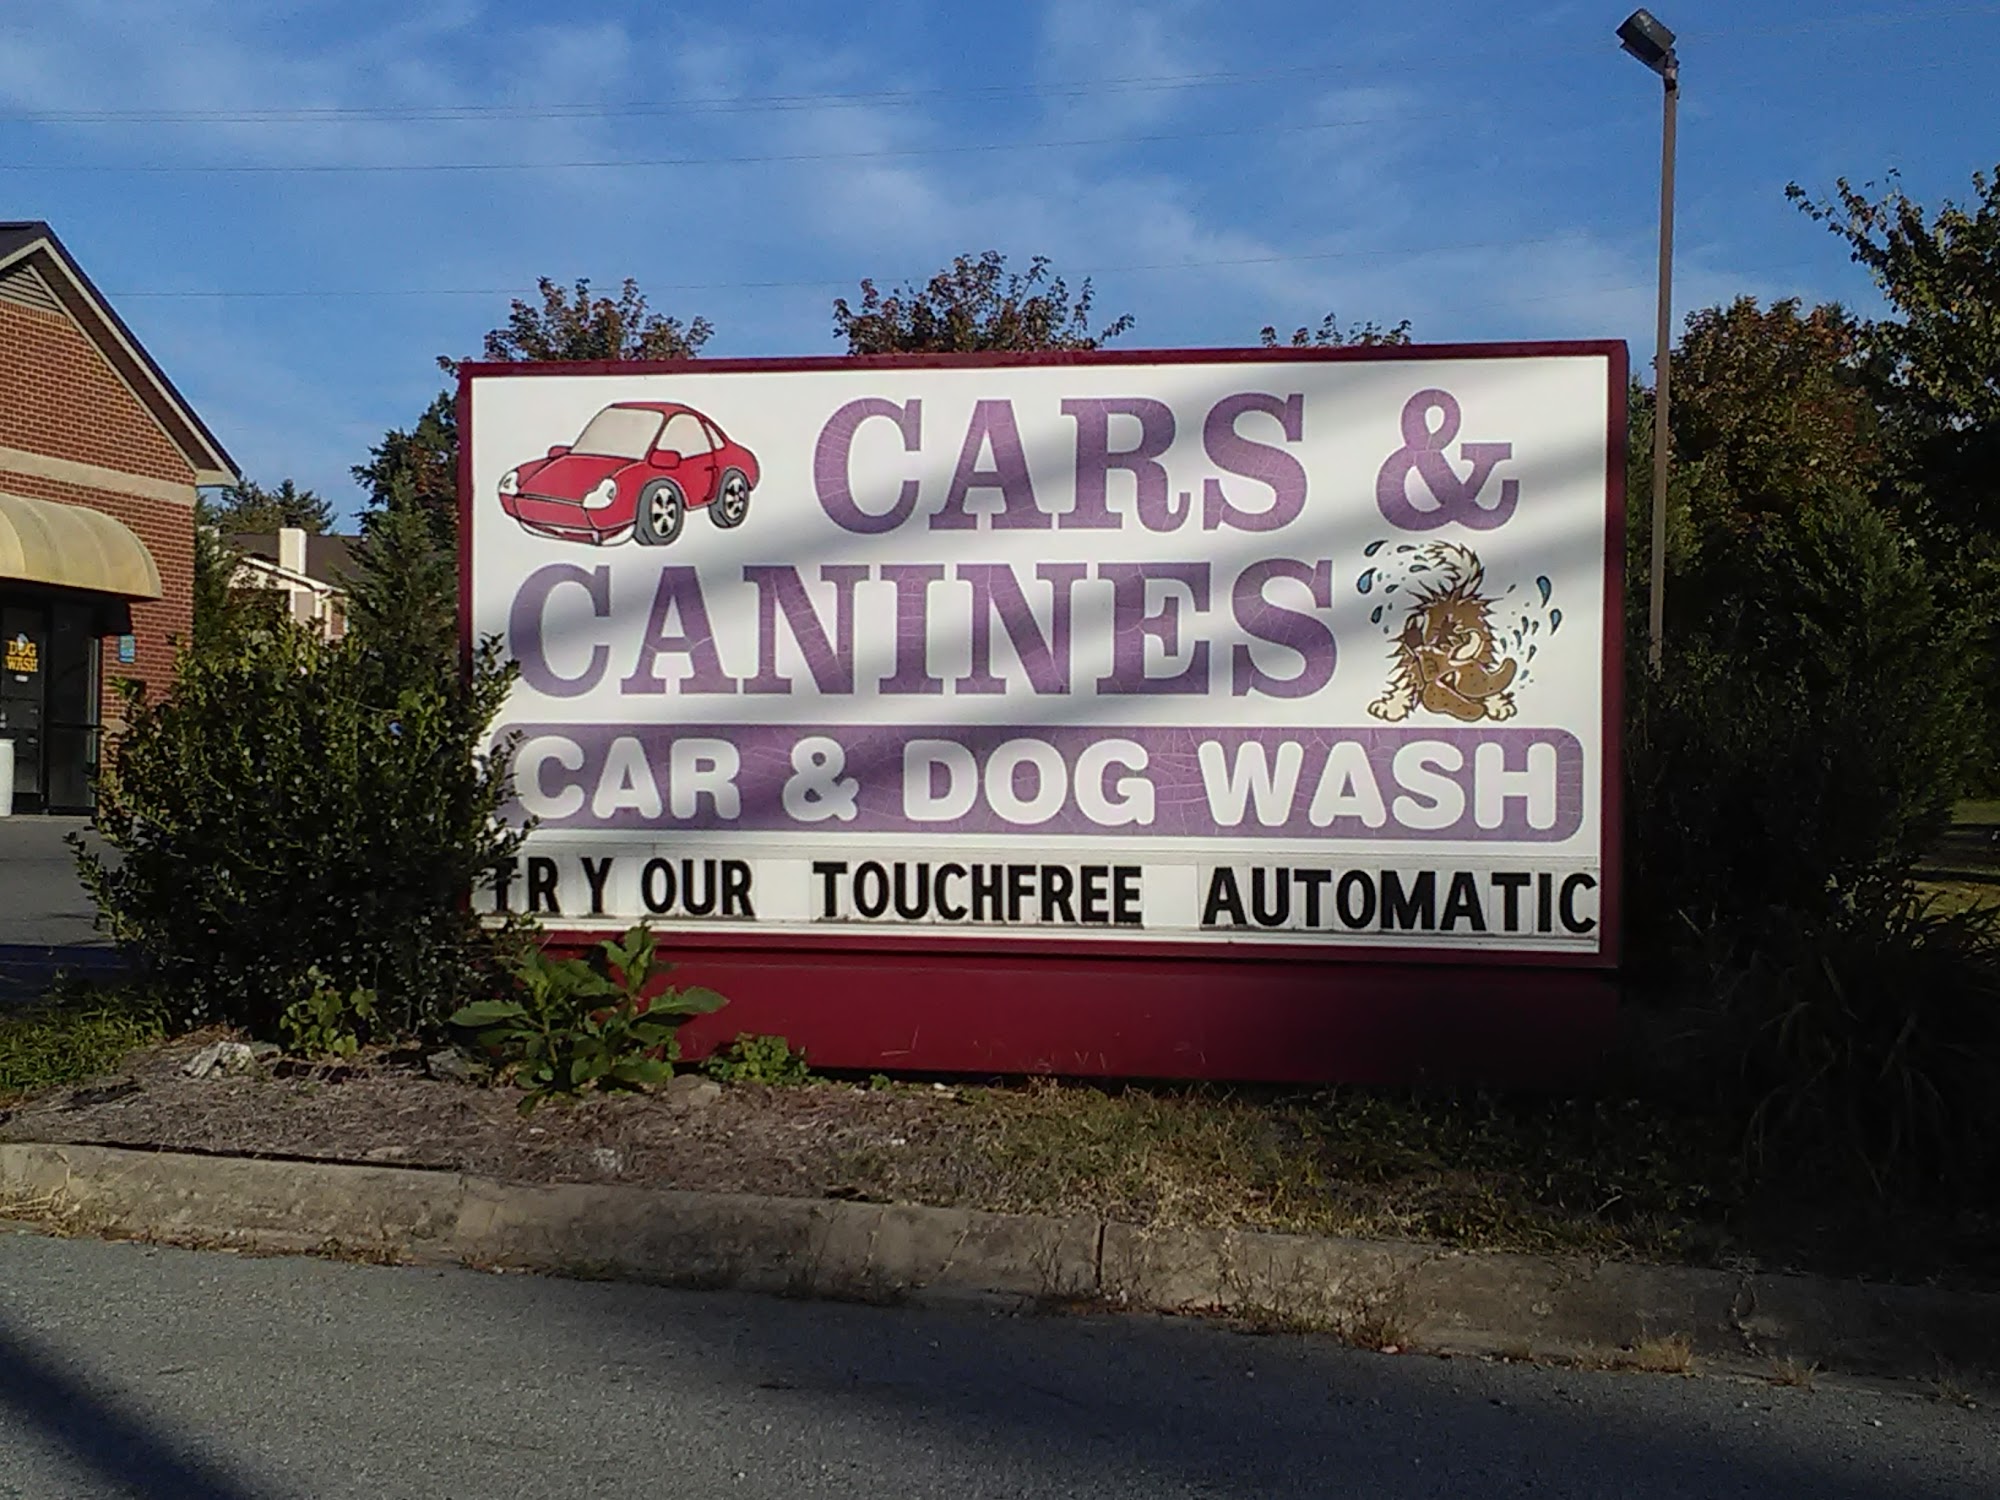 CARS &
CANINES
CAR & DOG WASH
TRY OUR TOUCHFREE AUTOMATIC
DOG
WASH